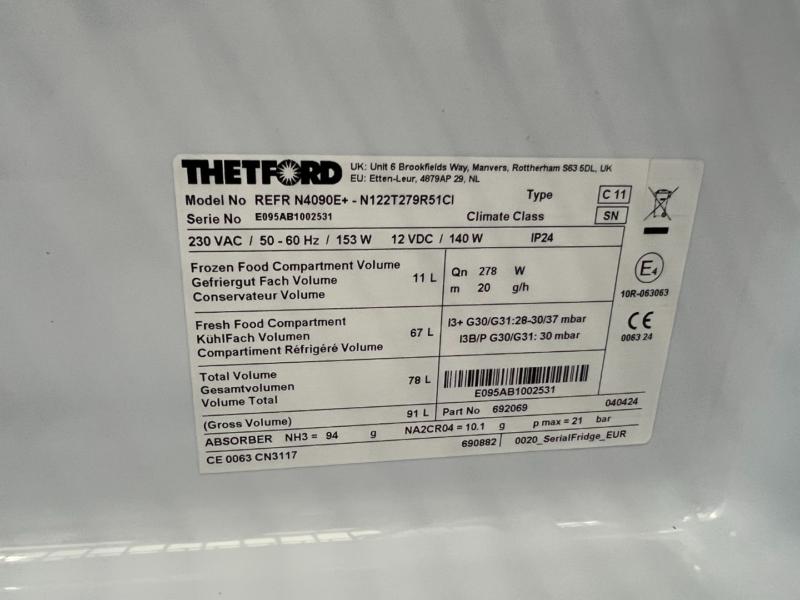 THETFORD
UK: Unit 6 Brookfields Way, Manvers, Rottherham S63 5DL, UK
EU: Etten-Leur, 4879AP 29, NL
Model No REFR N4090E+ - N122T279R51CI Type C 11
Serie No E095AB1002531 Climate Class SN
230 VAC / 50 - 60 Hz / 153 W 12 VDC / 140 W IP24
Frozen Food Compartment Volume
Gefriergut Fach Volume 11 L
Conservateur Volume
Qn 278 W
m 20 g/h
E4
10R-063063
Fresh Food Compartment
KühlFach Volumen 67 L
Compartiment Réfrigéré Volume
I3+ G30/G31:28-30/37 mbar
I3B/P G30/G31: 30 mbar
CE
0063 24
Total Volume
Gesamtvolumen 78 L
Volume Total
E095AB1002531
(Gross Volume) 91 L Part No 692069 040424
ABSORBER NH3 = 94 g NA2CR04 = 10.1 g p max = 21 bar
CE 0063 CN3117 690882 0020_SerialFridge_EUR